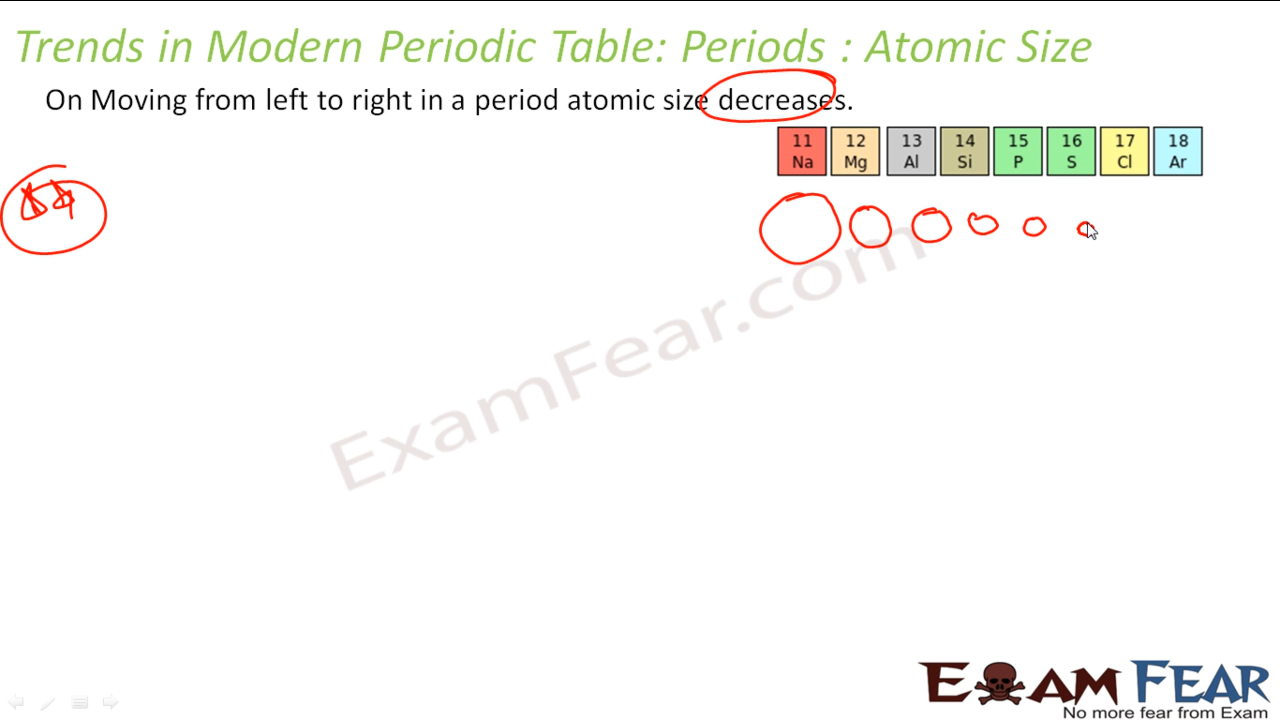 Trends in Modern Periodic Table: Periods : Atomic Size
On Moving from left to right in a period atomic size decreases.
11 12 13 14 15 16 17 18
Na Mg Al Si P S Cl Ar
ExamFear.com
EXAM FEAR
No more fear from Exam